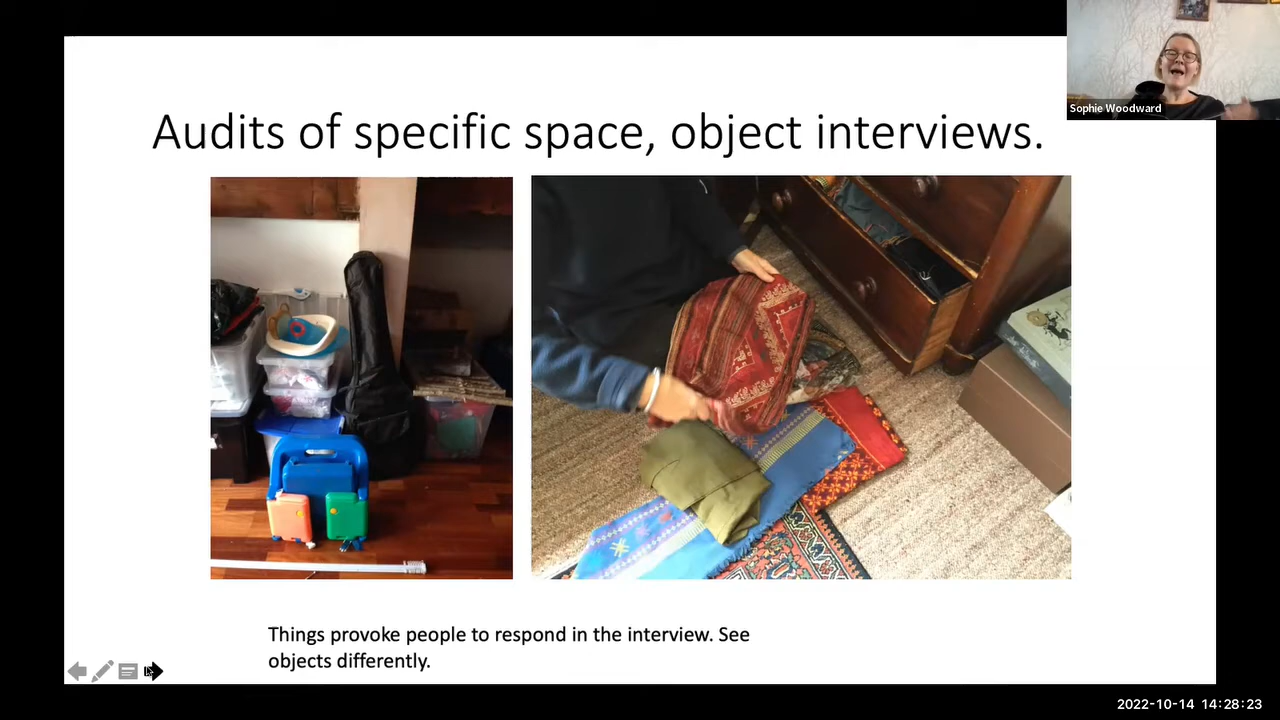 Sophie Woodward
Audits of specific space, object interviews.
Things provoke people to respond in the interview. See
objects differently.
2022-10-14 14:28:23